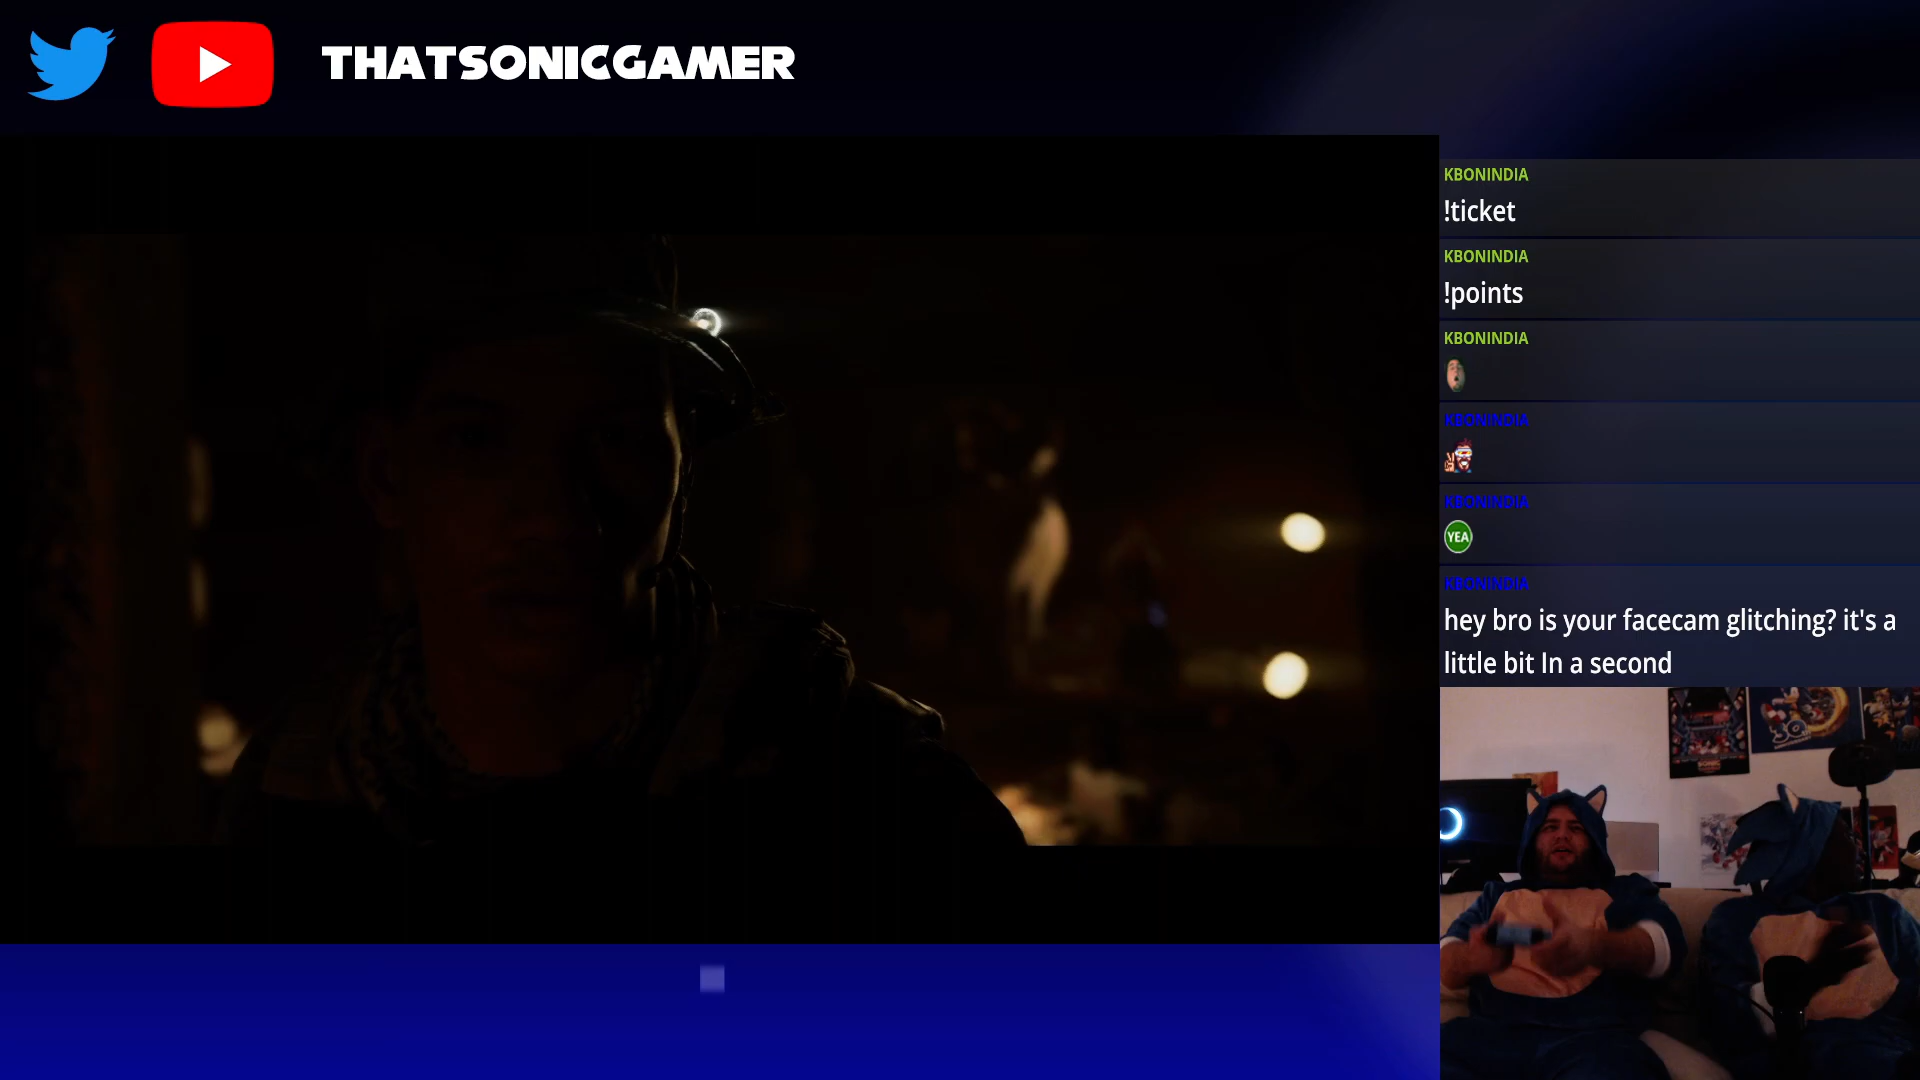 THATSONICGAMER
KBONINDIA
!ticket
KBONINDIA
!points
KBONINDIA
KBONINDIA
KBONINDIA
YEA
KBONINDIA
hey bro is your facecam glitching? it's a
little bit In a second
30